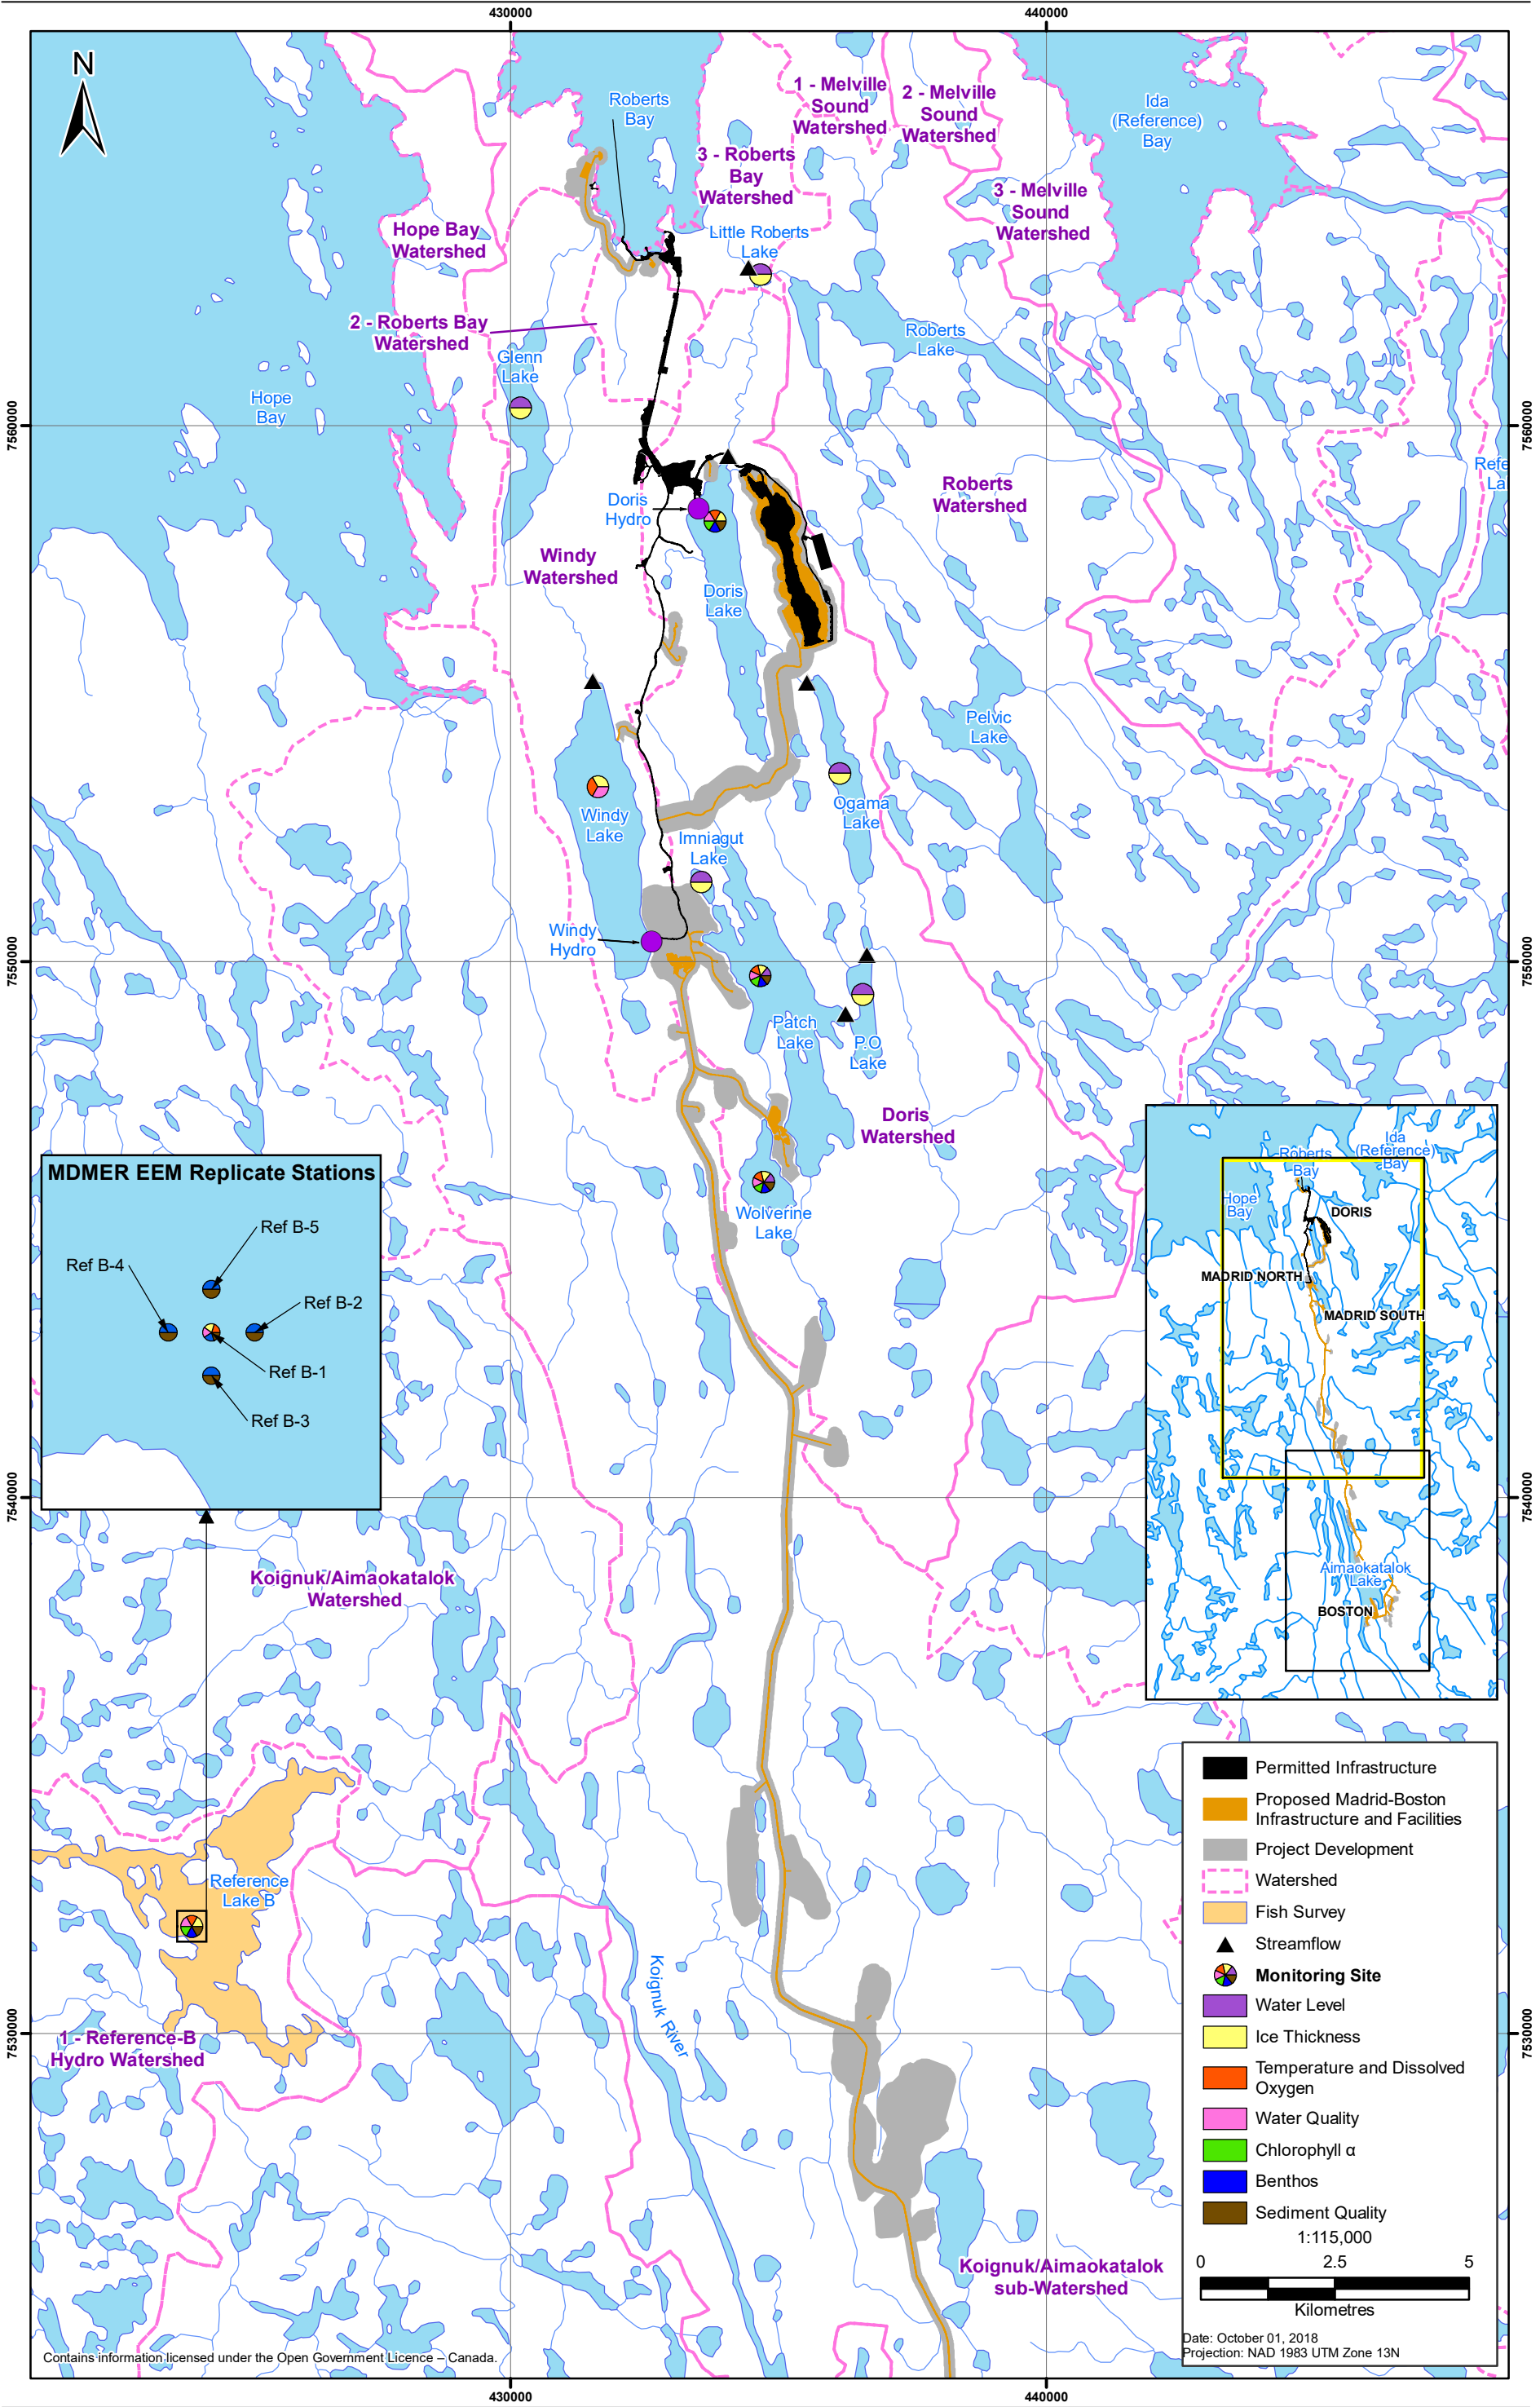 430000
440000
N
Roberts
Bay
1 - Melville
Sound
Watershed
2 - Melville
Sound
Watershed
Ida
(Reference)
Bay
3 - Roberts
Bay
Watershed
3 - Melville
Sound
Watershed
Hope Bay
Watershed
Little Roberts
Lake
2 - Roberts Bay
Watershed
Glenn
Lake
Roberts
Lake
Hope
Bay
7560000
7560000
Refe
La
Roberts
Watershed
Doris
Hydro
Windy
Watershed
Doris
Lake
Pelvic
Lake
Windy
Lake
Ogama
Lake
Imniagut
Lake
Windy
Hydro
7550000
7550000
Patch
Lake
P.O
Lake
Doris
Watershed
Wolverine
Lake
MDMER EEM Replicate Stations
Ref B-5
Ref B-4
Ref B-2
Ref B-1
Ref B-3
Roberts
Bay
Ida
(Reference)
Bay
Hope
Bay
DORIS
MADRID NORTH
MADRID SOUTH
Aimaokatalok
Lake
BOSTON
7540000
7540000
Koignuk/Aimaokatalok
Watershed
Reference
Lake B
Koignuk River
1 - Reference-B
Hydro Watershed
7530000
7530000
Koignuk/Aimaokatalok
sub-Watershed
Permitted Infrastructure
Proposed Madrid-Boston
Infrastructure and Facilities
Project Development
Watershed
Fish Survey
Streamflow
Monitoring Site
Water Level
Ice Thickness
Temperature and Dissolved
Oxygen
Water Quality
Chlorophyll α
Benthos
Sediment Quality
1:115,000
0 2.5 5
Kilometres
Date: October 01, 2018
Projection: NAD 1983 UTM Zone 13N
Contains information licensed under the Open Government Licence – Canada.
430000
440000